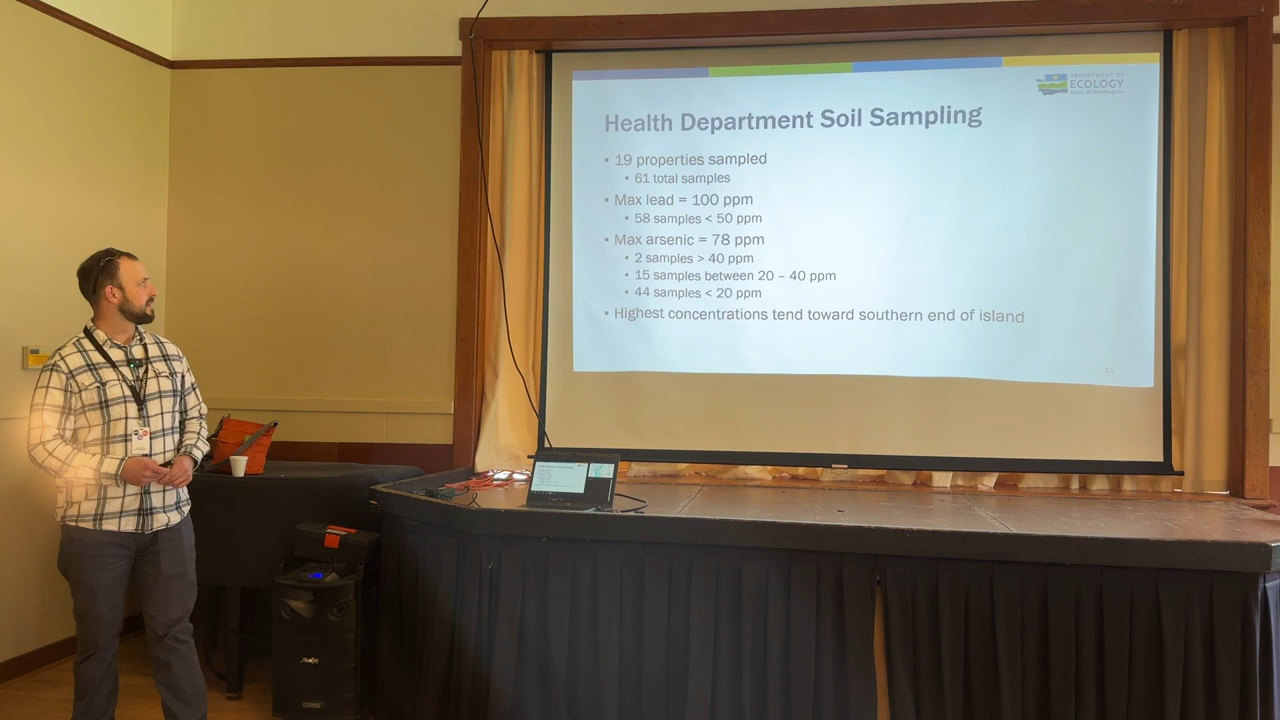 DEPARTMENT OF
ECOLOGY
State of Washington
Health Department Soil Sampling
• 19 properties sampled
• 61 total samples
• Max lead = 100 ppm
• 58 samples < 50 ppm
• Max arsenic = 78 ppm
• 2 samples > 40 ppm
• 15 samples between 20 – 40 ppm
• 44 samples < 20 ppm
• Highest concentrations tend toward southern end of island